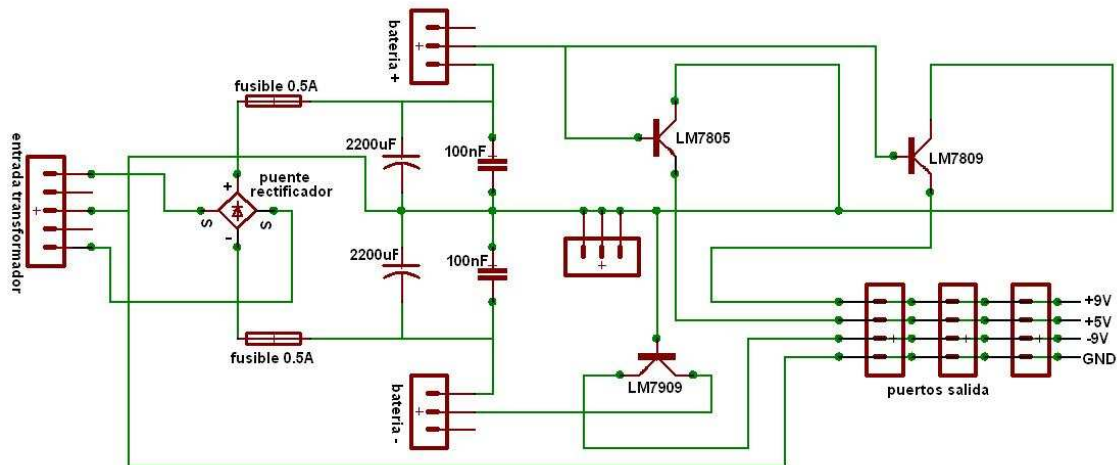 bateria +
fusible 0.5A
entrada transformador
puente
rectificador
+
-
S
S
2200uF
100nF
LM7805
LM7809
2200uF
100nF
fusible 0.5A
LM7909
bateria -
+9V
+5V
-9V
GND
puertos salida